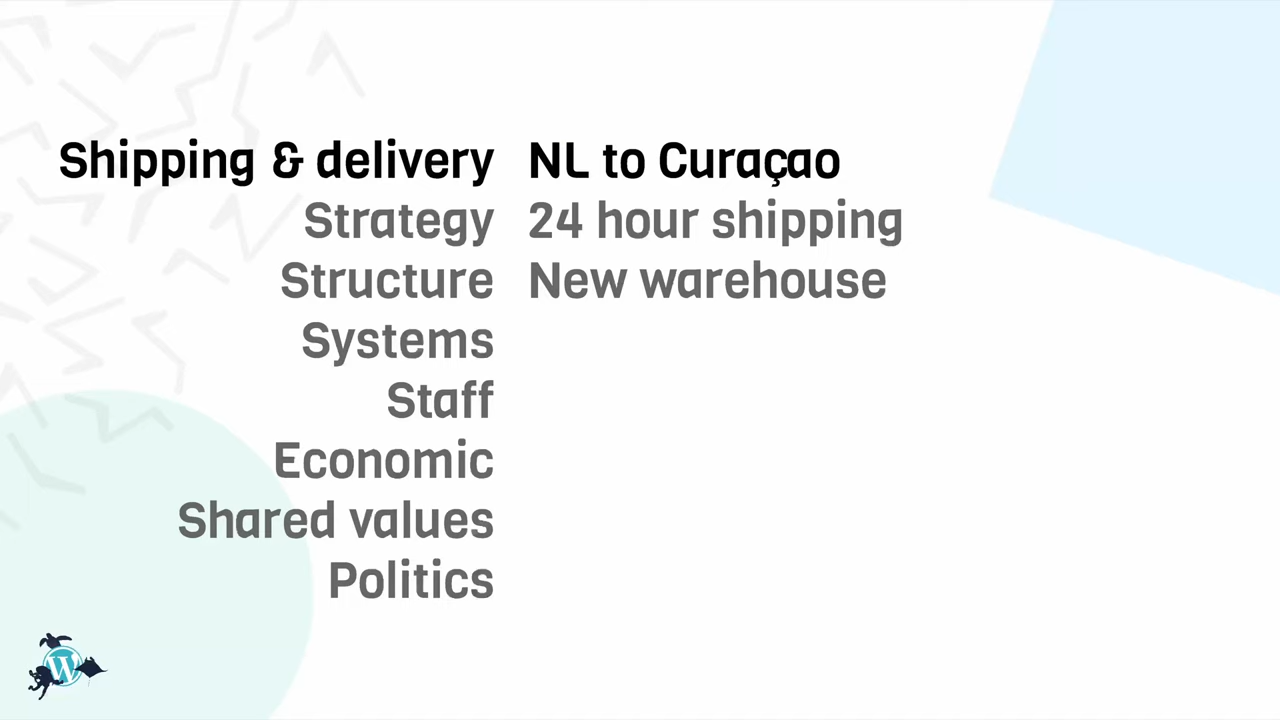 Shipping & delivery NL to Curaçao
Strategy 24 hour shipping
Structure New warehouse
Systems
Staff
Economic
Shared values
Politics